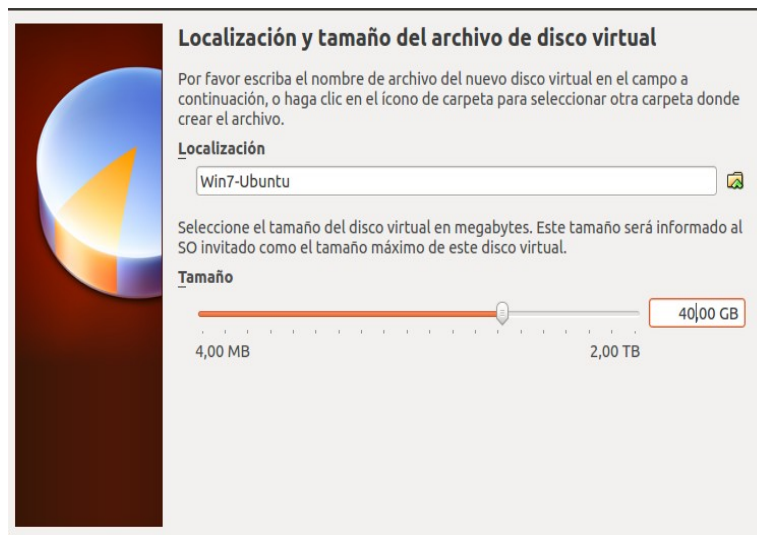 Localización y tamaño del archivo de disco virtual
Por favor escriba el nombre de archivo del nuevo disco virtual en el campo a
continuación, o haga clic en el ícono de carpeta para seleccionar otra carpeta donde
crear el archivo.
Localización
Win7-Ubuntu
Seleccione el tamaño del disco virtual en megabytes. Este tamaño será informado al
SO invitado como el tamaño máximo de este disco virtual.
Tamaño
40,00 GB
4,00 MB 2,00 TB